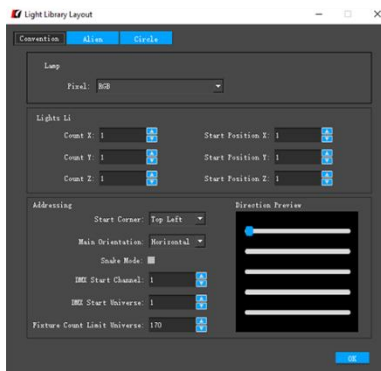 Light Library Layout
Convention Alien Circle
Lamp
Pixel: RGB
Lights Li
Count X: 1 Start Position X: 1
Count Y: 1 Start Position Y: 1
Count Z: 1 Start Position Z: 1
Addressing Direction Preview
Start Corner: Top Left
Main Orientation: Horizontal
Snake Mode:
DMX Start Channel: 1
DMX Start Universe: 1
Fixture Count Limit Universe: 170
OK